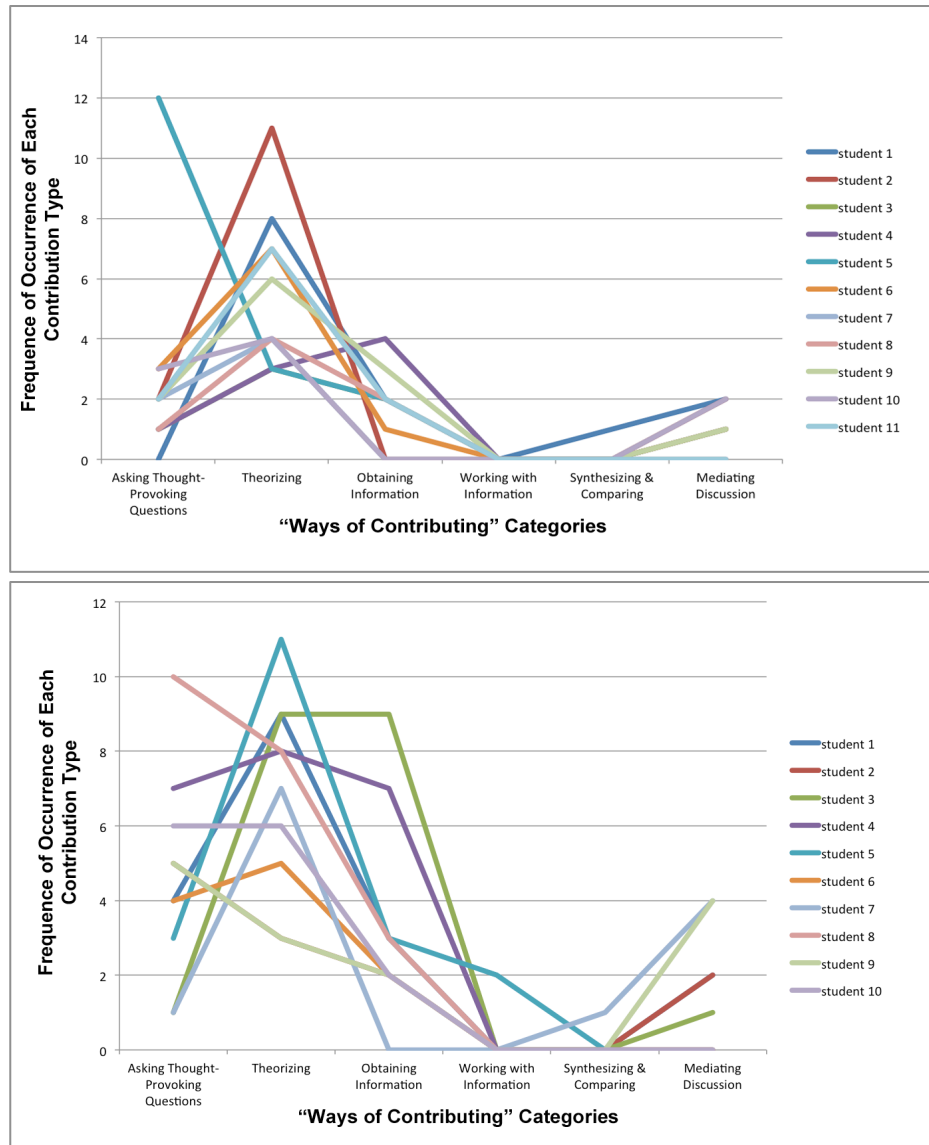 14
12
10
8
6
4
2
0
Frequence of Occurrence of Each
Contribution Type
Asking Thought-
Provoking
Questions
Theorizing
Obtaining
Information
Working with
Information
Synthesizing &
Comparing
Mediating
Discussion
“Ways of Contributing” Categories
student 1
student 2
student 3
student 4
student 5
student 6
student 7
student 8
student 9
student 10
student 11
12
10
8
6
4
2
0
Frequence of Occurrence of Each
Contribution Type
Asking Thought-
Provoking
Questions
Theorizing
Obtaining
Information
Working with
Information
Synthesizing &
Comparing
Mediating
Discussion
“Ways of Contributing” Categories
student 1
student 2
student 3
student 4
student 5
student 6
student 7
student 8
student 9
student 10